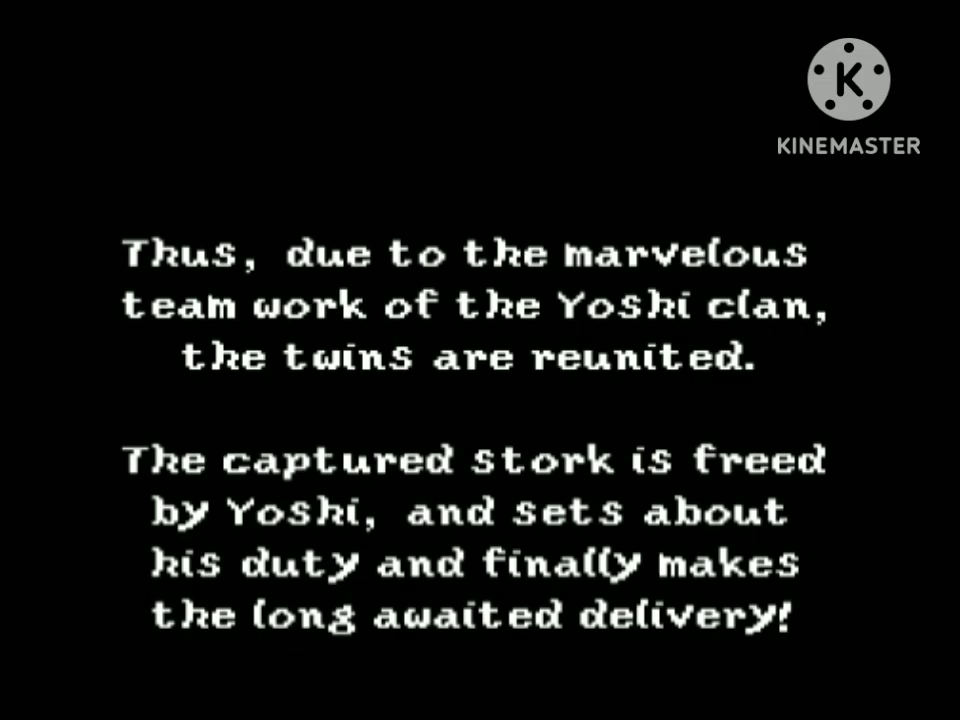 K
KINEMASTER
Thus, due to the marvelous
team work of the Yoshi clan,
the twins are reunited.
The captured stork is freed
by Yoshi, and sets about
his duty and finally makes
the long awaited delivery!